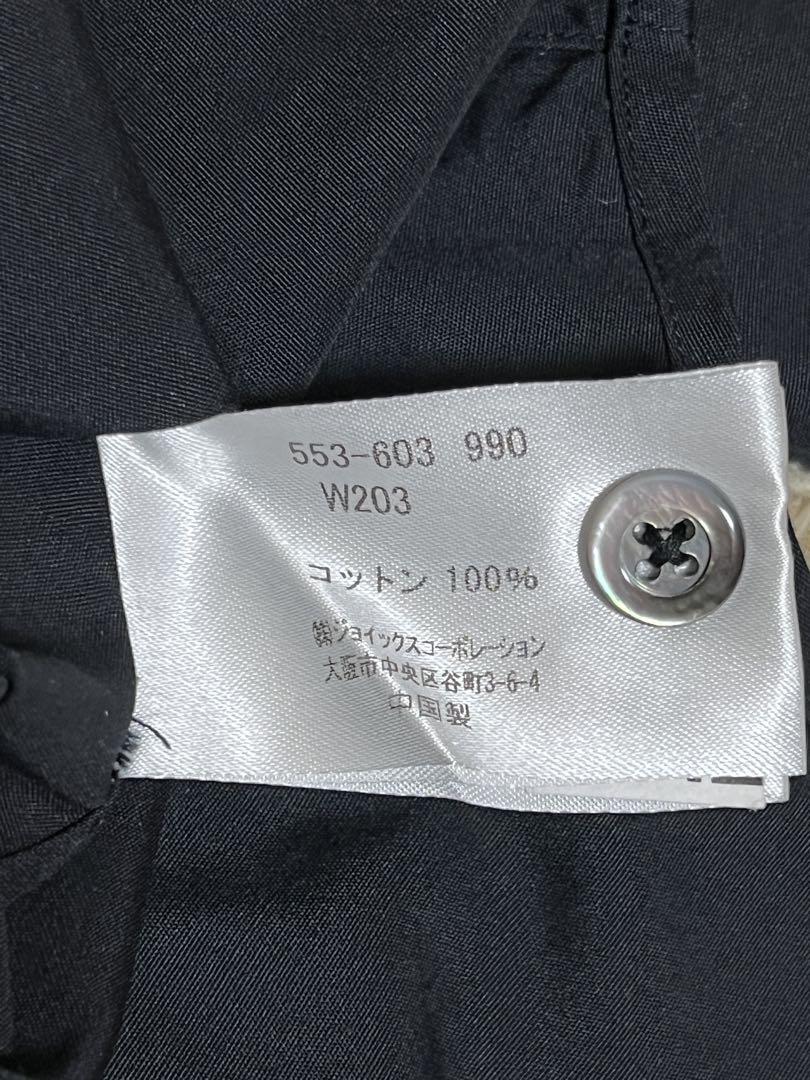 553-603 990
W203
コットン 100%
㈱ジョイックスコーポレーション
大阪市中央区谷町3-6-4
中国製